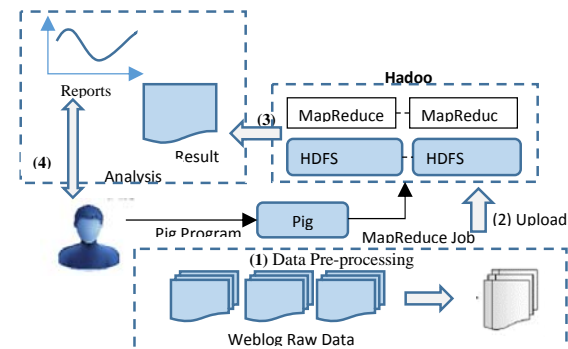 Hadoo
Reports
MapReduce
MapReduc
(3)
HDFS
HDFS
(4)
Result
Analysis
Pig Program
Pig
MapReduce Job
(2) Upload
(1) Data Pre-processing
Weblog Raw Data